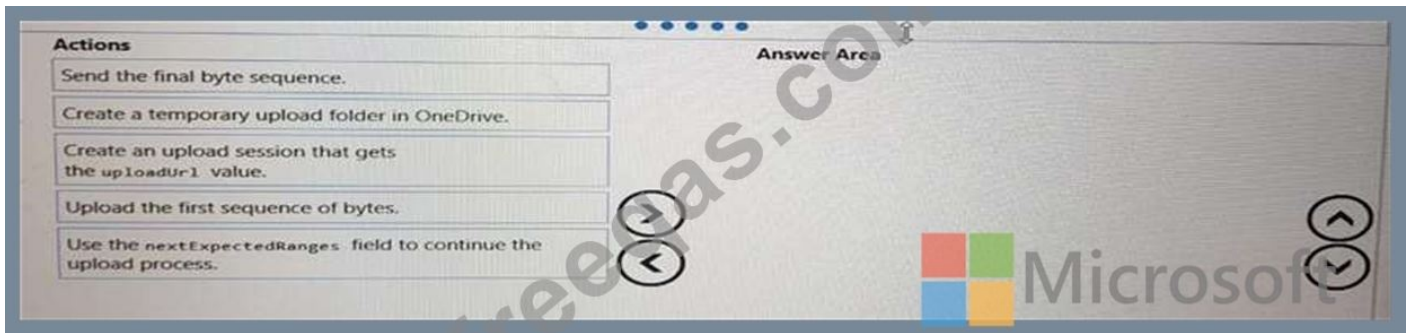 Actions
Answer Area
Send the final byte sequence.
Create a temporary upload folder in OneDrive.
Create an upload session that gets
the uploadUrl value.
Upload the first sequence of bytes.
Use the nextExpectedRanges field to continue the
upload process.
reeqas.com
Microsoft